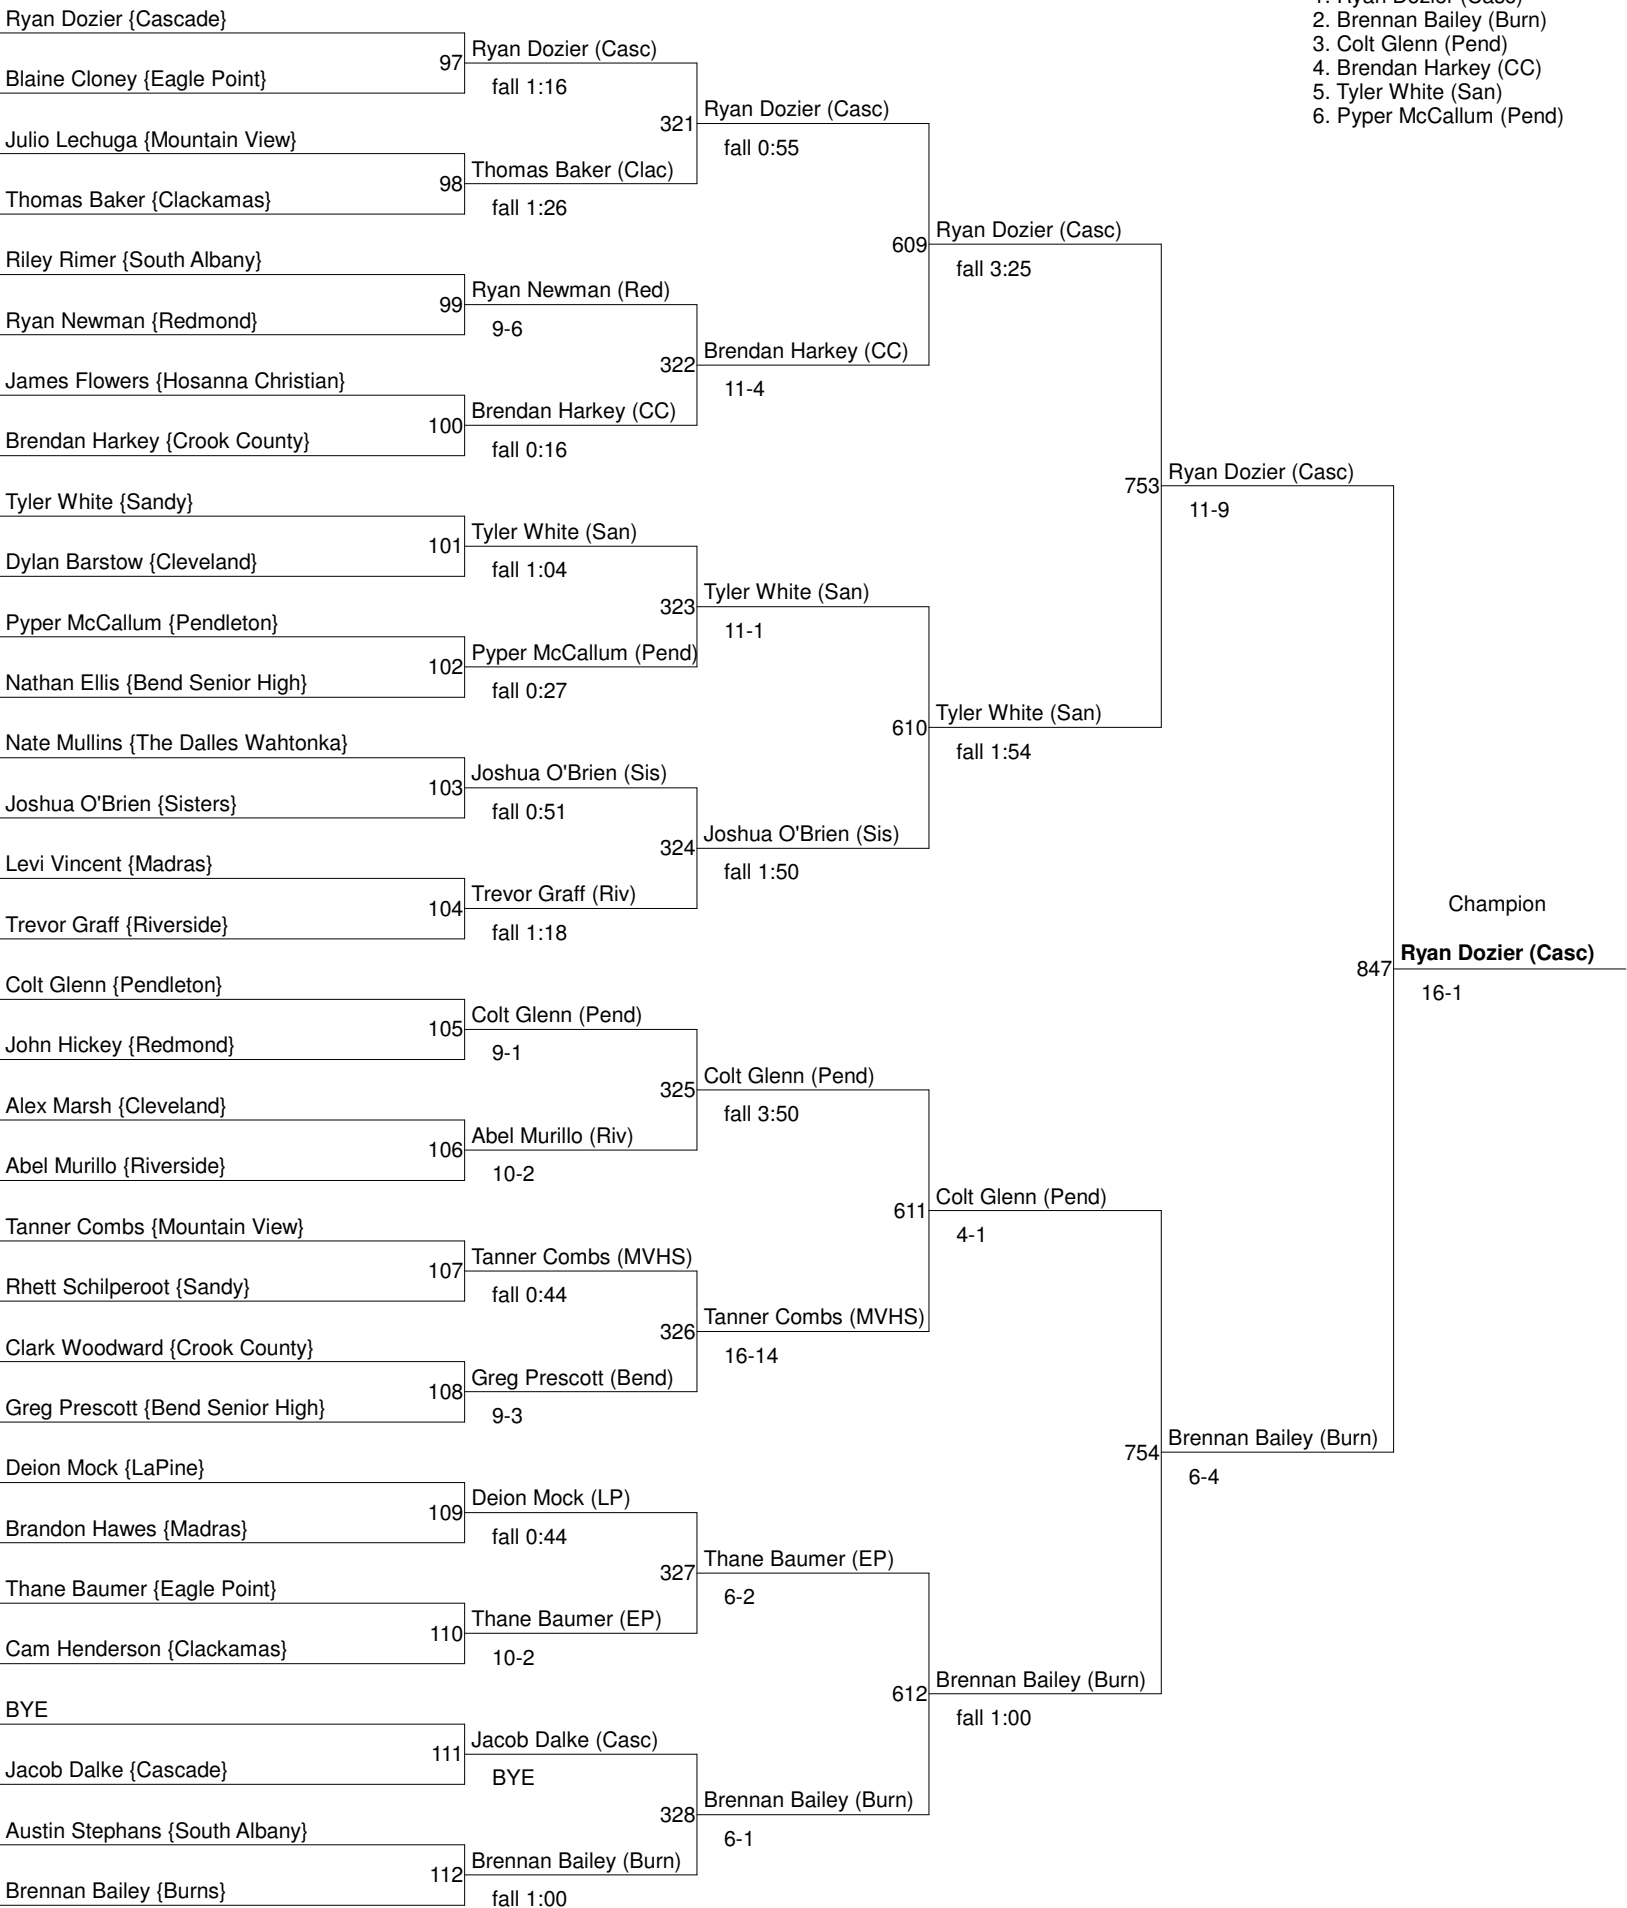 1. Ryan Dozier (Casc)
2. Brennan Bailey (Burn)
3. Colt Glenn (Pend)
4. Brendan Harkey (CC)
5. Tyler White (San)
6. Pyper McCallum (Pend)
Ryan Dozier {Cascade}
Blaine Cloney {Eagle Point}
Julio Lechuga {Mountain View}
Thomas Baker {Clackamas}
Riley Rimer {South Albany}
Ryan Newman {Redmond}
James Flowers {Hosanna Christian}
Brendan Harkey {Crook County}
Tyler White {Sandy}
Dylan Barstow {Cleveland}
Pyper McCallum {Pendleton}
Nathan Ellis {Bend Senior High}
Nate Mullins {The Dalles Wahtonka}
Joshua O'Brien {Sisters}
Levi Vincent {Madras}
Trevor Graff {Riverside}
Colt Glenn {Pendleton}
John Hickey {Redmond}
Alex Marsh {Cleveland}
Abel Murillo {Riverside}
Tanner Combs {Mountain View}
Rhett Schilperoot {Sandy}
Clark Woodward {Crook County}
Greg Prescott {Bend Senior High}
Deion Mock {LaPine}
Brandon Hawes {Madras}
Thane Baumer {Eagle Point}
Cam Henderson {Clackamas}
BYE
Jacob Dalke {Cascade}
Austin Stephans {South Albany}
Brennan Bailey {Burns}
97 Ryan Dozier (Casc)
fall 1:16
98 Thomas Baker (Clac)
fall 1:26
99 Ryan Newman (Red)
9-6
100 Brendan Harkey (CC)
fall 0:16
101 Tyler White (San)
fall 1:04
102 Pyper McCallum (Pend)
fall 0:27
103 Joshua O'Brien (Sis)
fall 0:51
104 Trevor Graff (Riv)
fall 1:18
105 Colt Glenn (Pend)
9-1
106 Abel Murillo (Riv)
10-2
107 Tanner Combs (MVHS)
fall 0:44
108 Greg Prescott (Bend)
9-3
109 Deion Mock (LP)
fall 0:44
110 Thane Baumer (EP)
10-2
111 Jacob Dalke (Casc)
BYE
112 Brennan Bailey (Burn)
fall 1:00
321 Ryan Dozier (Casc)
fall 0:55
322 Brendan Harkey (CC)
11-4
323 Tyler White (San)
11-1
324 Joshua O'Brien (Sis)
fall 1:50
325 Colt Glenn (Pend)
fall 3:50
326 Tanner Combs (MVHS)
16-14
327 Thane Baumer (EP)
6-2
328 Brennan Bailey (Burn)
6-1
609 Ryan Dozier (Casc)
fall 3:25
610 Tyler White (San)
fall 1:54
611 Colt Glenn (Pend)
4-1
612 Brennan Bailey (Burn)
fall 1:00
753 Ryan Dozier (Casc)
11-9
754 Brennan Bailey (Burn)
6-4
Champion
847 Ryan Dozier (Casc)
16-1